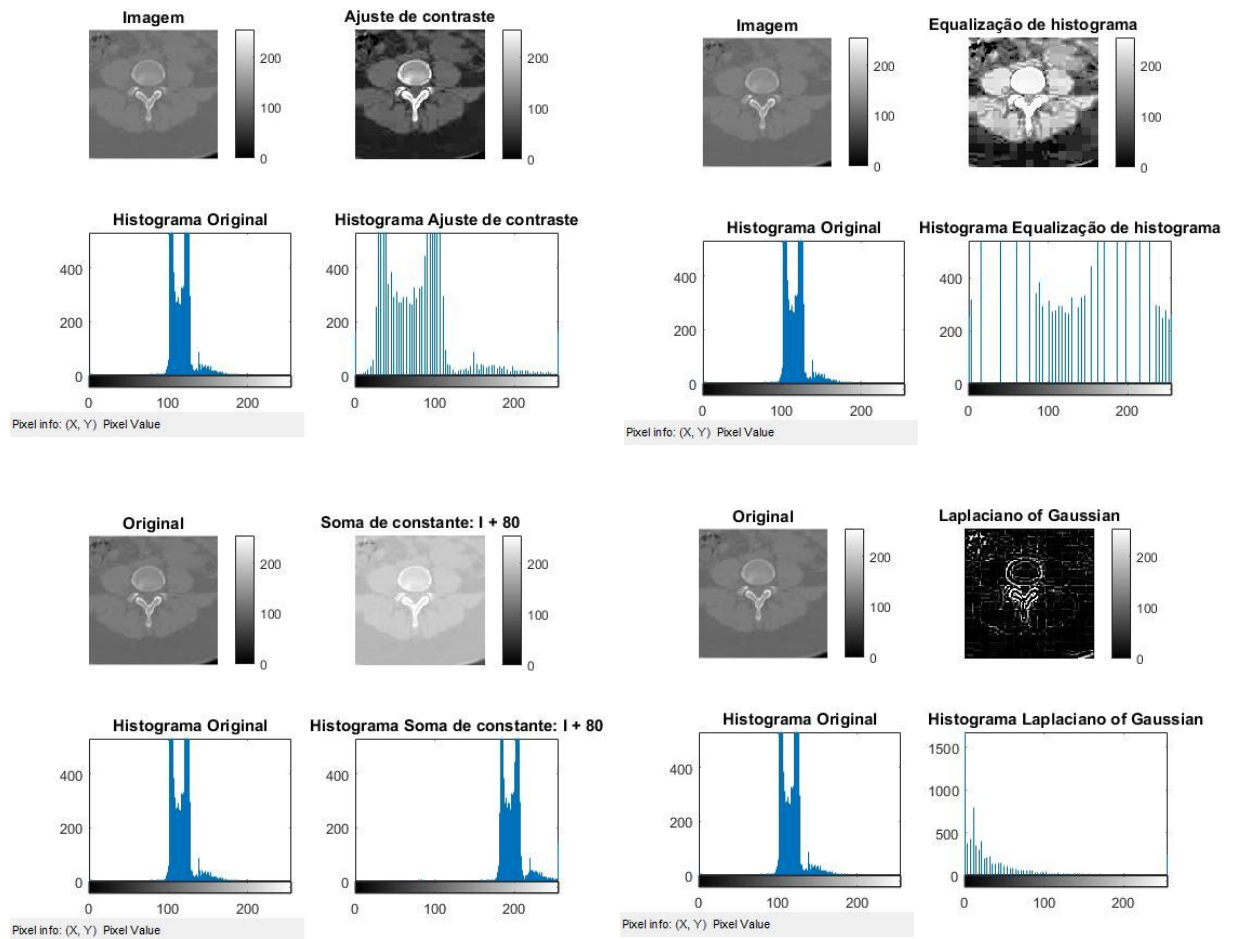 Imagem
Ajuste de contraste
200
100
0
200
100
0
Histograma Original
Histograma Ajuste de contraste
400
200
0
0 100 200
0 100 200
Pixel info: (X, Y) Pixel Value
Imagem
Equalização de histograma
200
100
0
200
100
0
Histograma Original
Histograma Equalização de histograma
400
200
0
0 100 200
400
200
0
0 100 200
Pixel info: (X, Y) Pixel Value
Original
Soma de constante: I + 80
200
100
0
200
100
0
Histograma Original
Histograma Soma de constante: I + 80
400
200
0
0 100 200
400
200
0
0 100 200
Pixel info: (X, Y) Pixel Value
Original
Laplaciano of Gaussian
200
100
0
200
100
0
Histograma Original
Histograma Laplaciano of Gaussian
400
200
0
0 100 200
1500
1000
500
0
0 100 200
Pixel info: (X, Y) Pixel Value